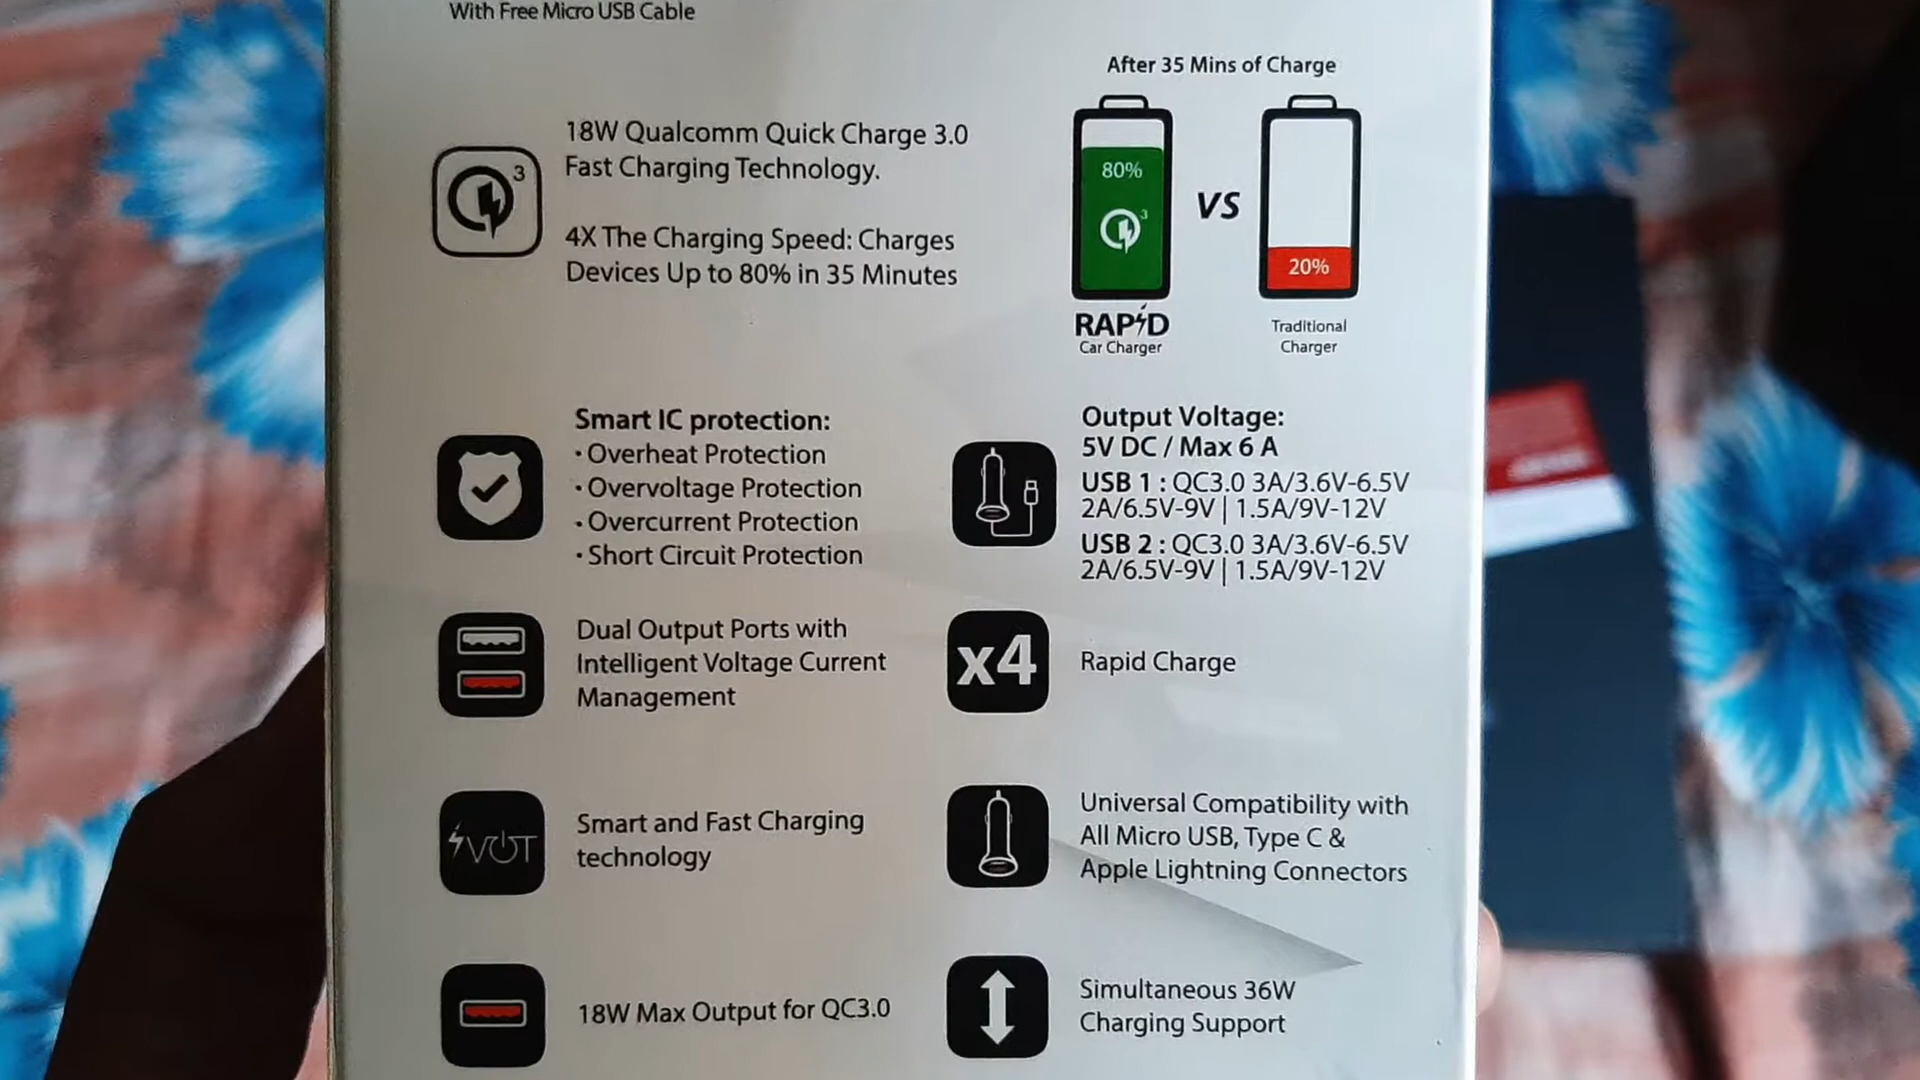 With Free Micro USB Cable
After 35 Mins of Charge
18W Qualcomm Quick Charge 3.0
Fast Charging Technology.
4X The Charging Speed: Charges
Devices Up to 80% in 35 Minutes
3
80%
3
VS
20%
RAPID
Car Charger
Traditional
Charger
Smart IC protection:
· Overheat Protection
· Overvoltage Protection
· Overcurrent Protection
· Short Circuit Protection
Output Voltage:
5V DC / Max 6 A
USB 1 : QC3.0 3A/3.6V-6.5V
2A/6.5V-9V | 1.5A/9V-12V
USB 2 : QC3.0 3A/3.6V-6.5V
2A/6.5V-9V | 1.5A/9V-12V
Dual Output Ports with
Intelligent Voltage Current
Management
x4
Rapid Charge
VOT
Smart and Fast Charging
technology
Universal Compatibility with
All Micro USB, Type C &
Apple Lightning Connectors
18W Max Output for QC3.0
Simultaneous 36W
Charging Support